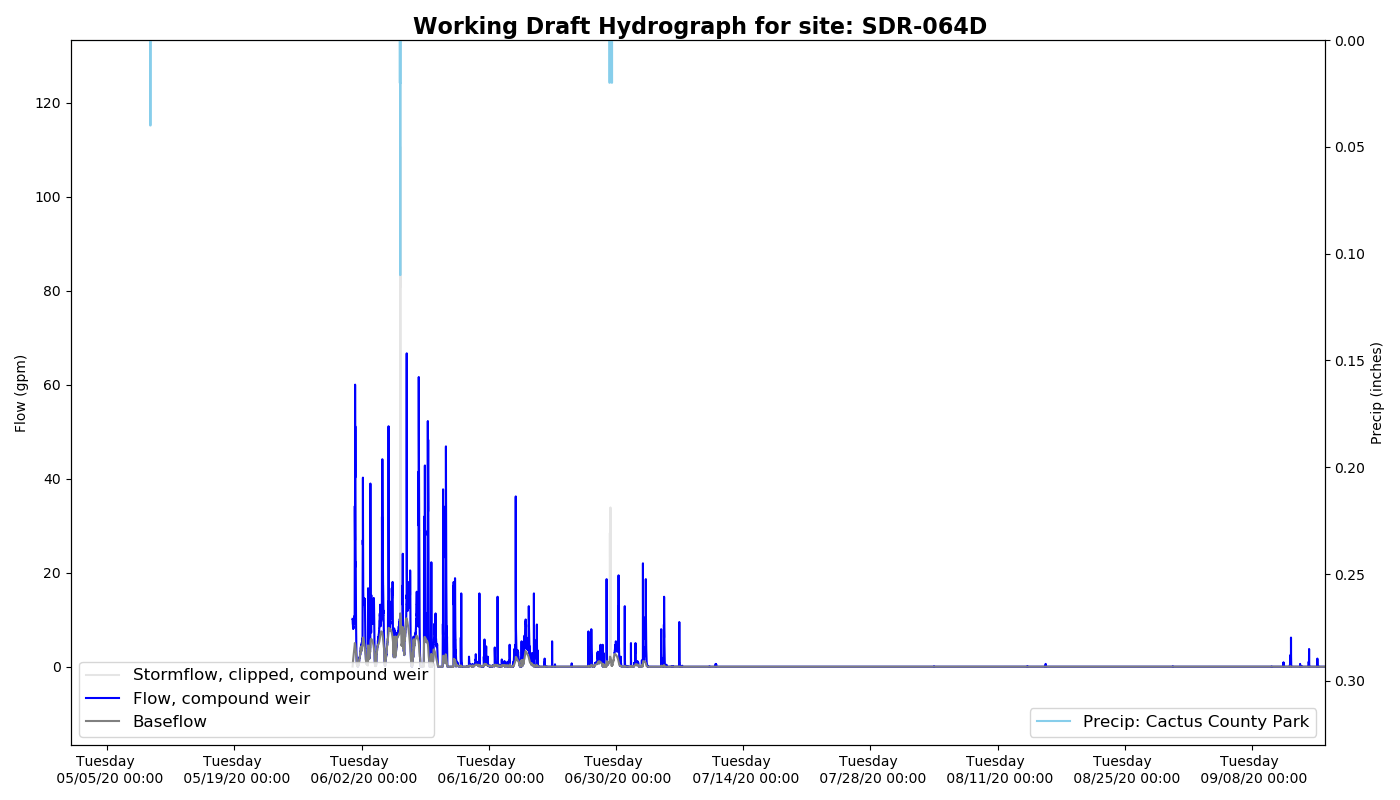 Working Draft Hydrograph for site: SDR-064D
Flow (gpm)
120
100
80
60
40
20
0
0.00
0.05
0.10
0.15
0.20
0.25
0.30
Precip (inches)
Stormflow, clipped, compound weir
Flow, compound weir
Baseflow
Precip: Cactus County Park
Tuesday
05/05/20 00:00
Tuesday
05/19/20 00:00
Tuesday
06/02/20 00:00
Tuesday
06/16/20 00:00
Tuesday
06/30/20 00:00
Tuesday
07/14/20 00:00
Tuesday
07/28/20 00:00
Tuesday
08/11/20 00:00
Tuesday
08/25/20 00:00
Tuesday
09/08/20 00:00